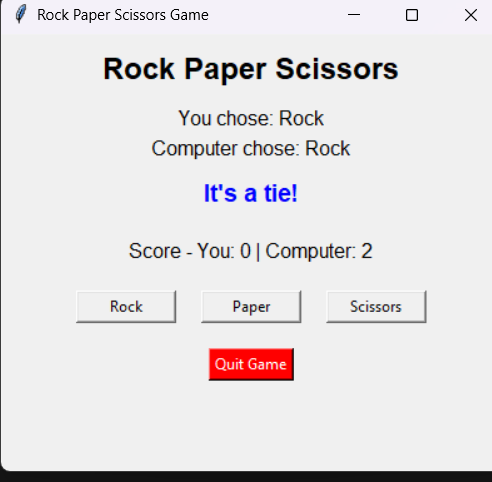 Rock Paper Scissors Game
Rock Paper Scissors
You chose: Rock
Computer chose: Rock
It's a tie!
Score - You: 0 | Computer: 2
Rock Paper Scissors
Quit Game